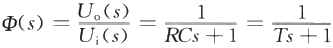 Φ(s) = U_o(s)/U_i(s) = 1/(RCs + 1) = 1/(Ts + 1)